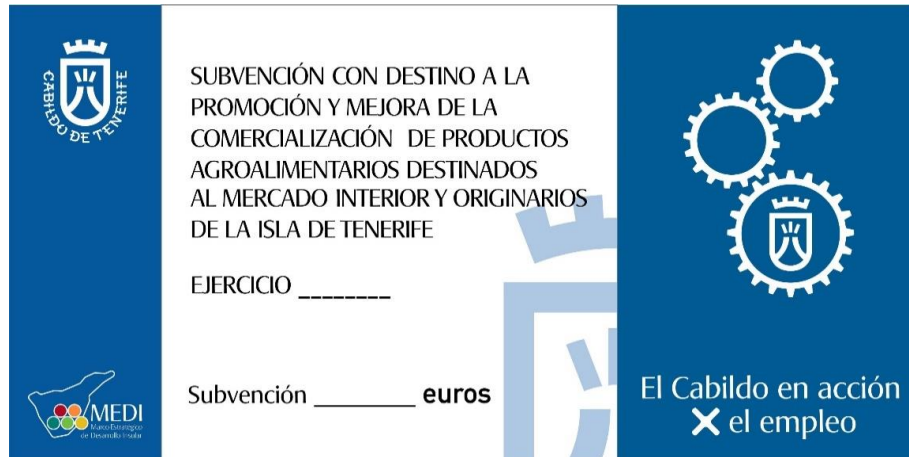 CABILDO DE TENERIFE
SUBVENCIÓN CON DESTINO A LA
PROMOCIÓN Y MEJORA DE LA
COMERCIALIZACIÓN DE PRODUCTOS
AGROALIMENTARIOS DESTINADOS
AL MERCADO INTERIOR Y ORIGINARIOS
DE LA ISLA DE TENERIFE
EJERCICIO ________
Subvención _________ euros
MEDI
Marco Estratégico
de Desarrollo Insular
El Cabildo en acción
X el empleo